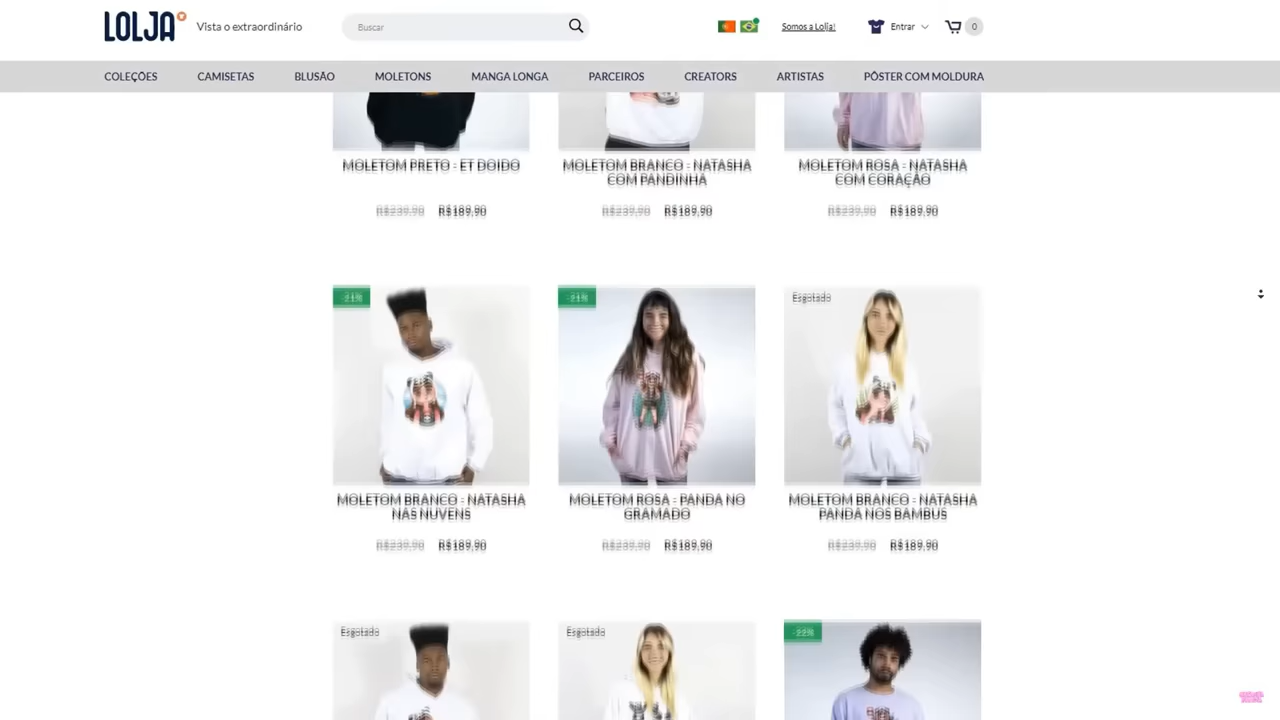 LOLJA
Vista o extraordinário
Buscar
Somos a Lolja!
Entrar
0
COLEÇÕES
CAMISETAS
BLUSÃO
MOLETONS
MANGA LONGA
PARCEIROS
CREATORS
ARTISTAS
PÔSTER COM MOLDURA
MOLETOM PRETO - ET DOIDO
R$239,90 R$189,90
MOLETOM BRANCO - NATASHA
COM PANDINHA
R$239,90 R$189,90
MOLETOM ROSA - NATASHA
COM CORAÇÃO
R$239,90 R$189,90
-21%
MOLETOM BRANCO - NATASHA
NAS NUVENS
R$239,90 R$189,90
-21%
MOLETOM ROSA - PANDA NO
GRAMADO
R$239,90 R$189,90
Esgotado
MOLETOM BRANCO - NATASHA
PANDA NOS BAMBUS
R$239,90 R$189,90
Esgotado
Esgotado
-22%